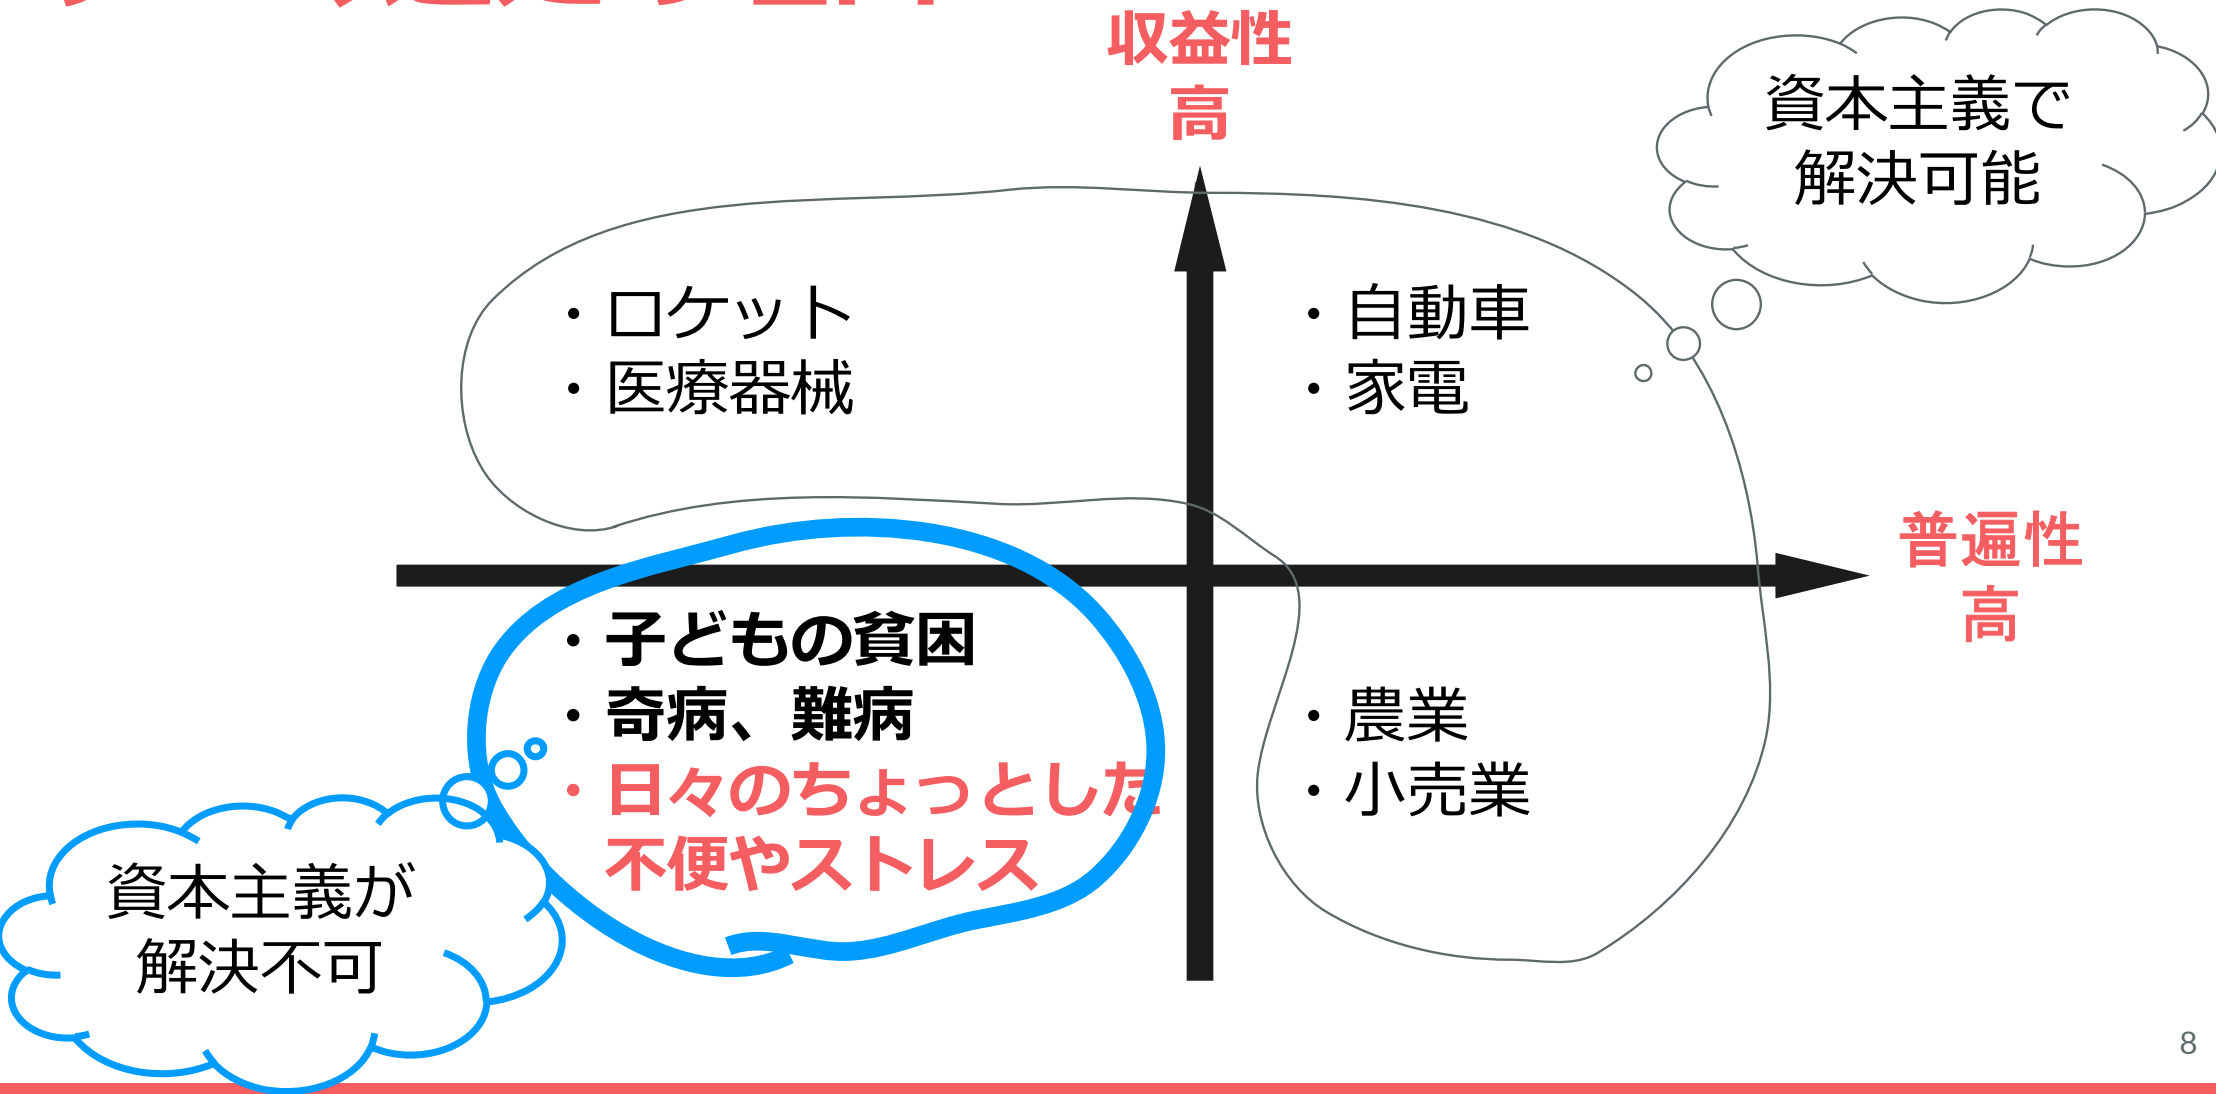 収益性
高
資本主義で
解決可能
・ロケット
・医療器械
・自動車
・家電
普遍性
高
・子どもの貧困
・奇病、難病
・日々のちょっとした
不便やストレス
・農業
・小売業
資本主義が
解決不可
8